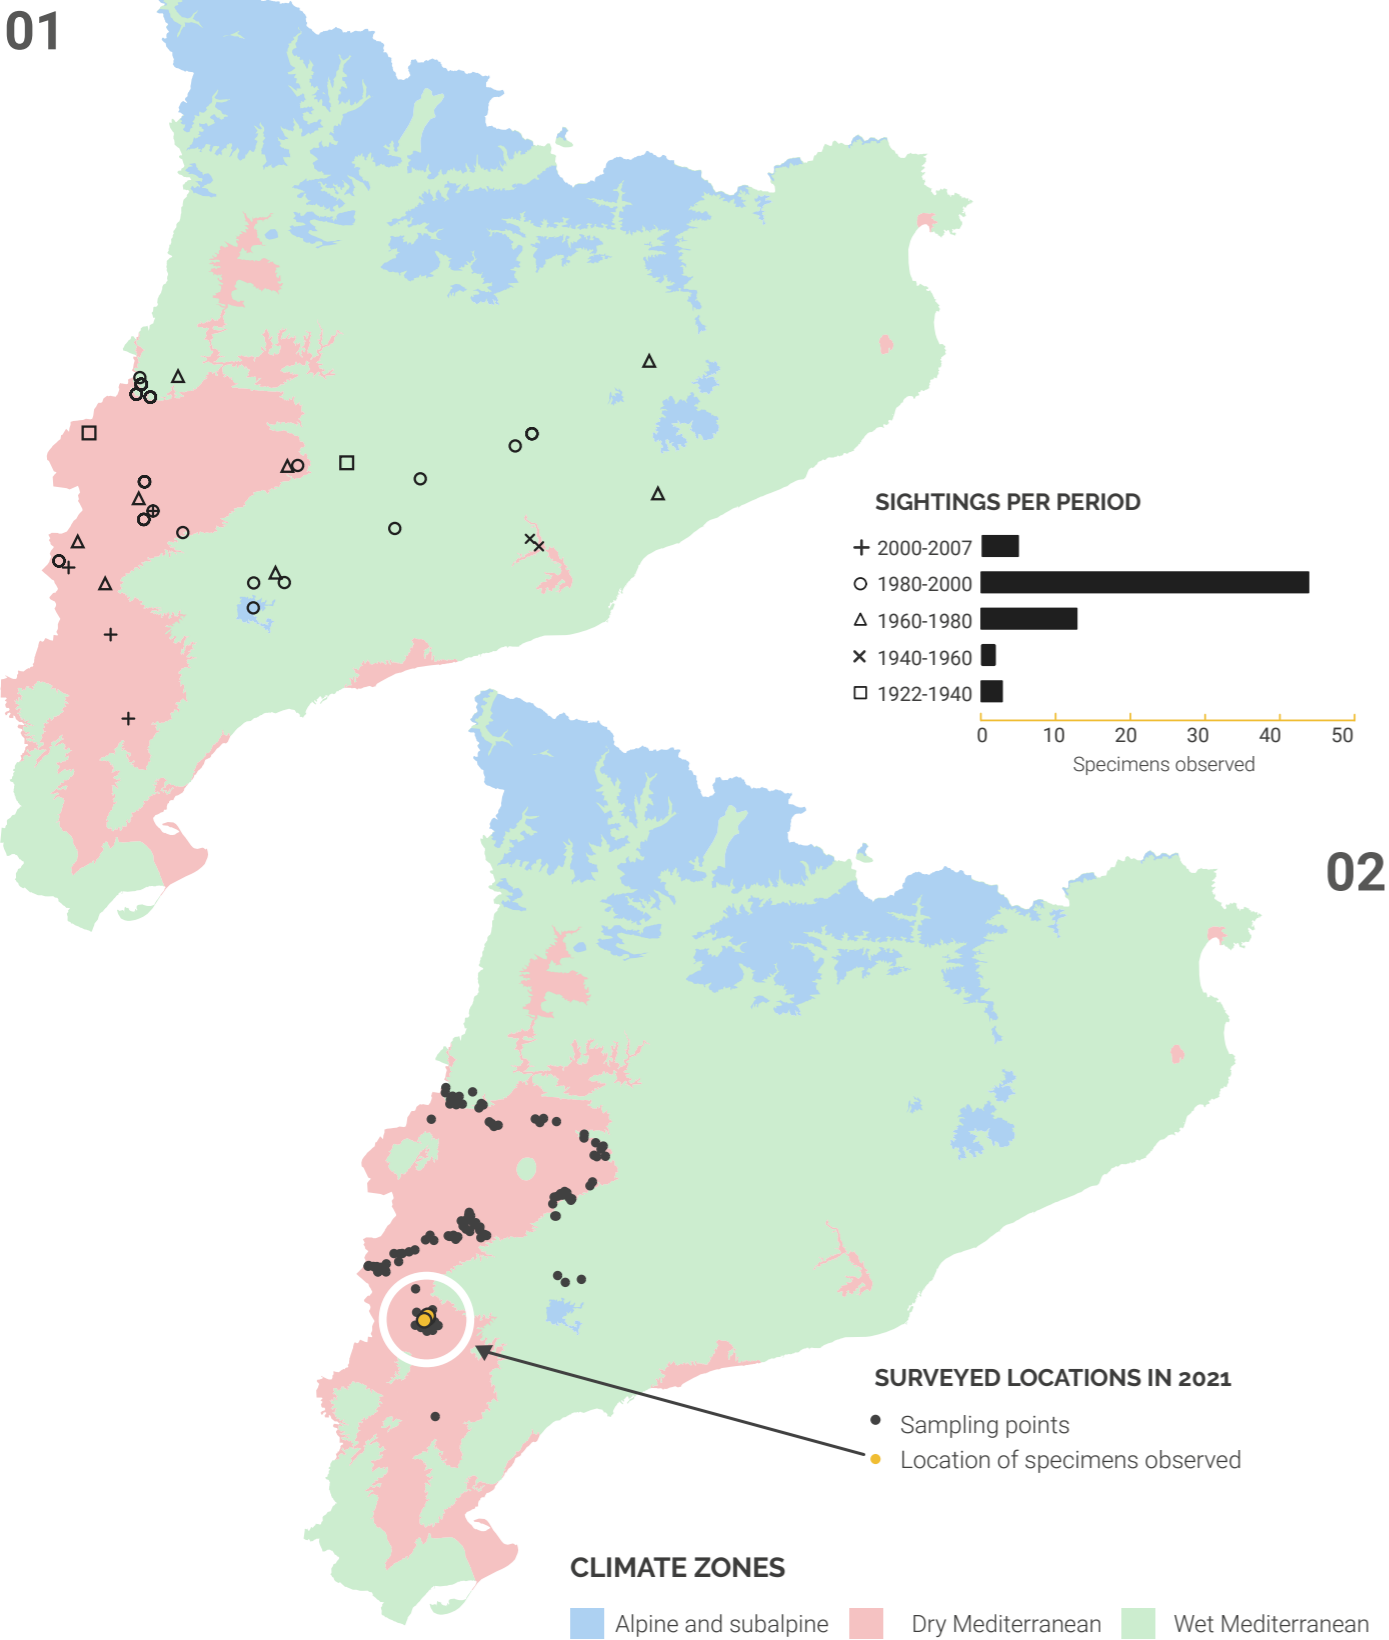 01
SIGHTINGS PER PERIOD
2000-2007
1980-2000
1960-1980
1940-1960
1922-1940
0 10 20 30 40 50
Specimens observed
02
SURVEYED LOCATIONS IN 2021
Sampling points
Location of specimens observed
CLIMATE ZONES
Alpine and subalpine Dry Mediterranean Wet Mediterranean